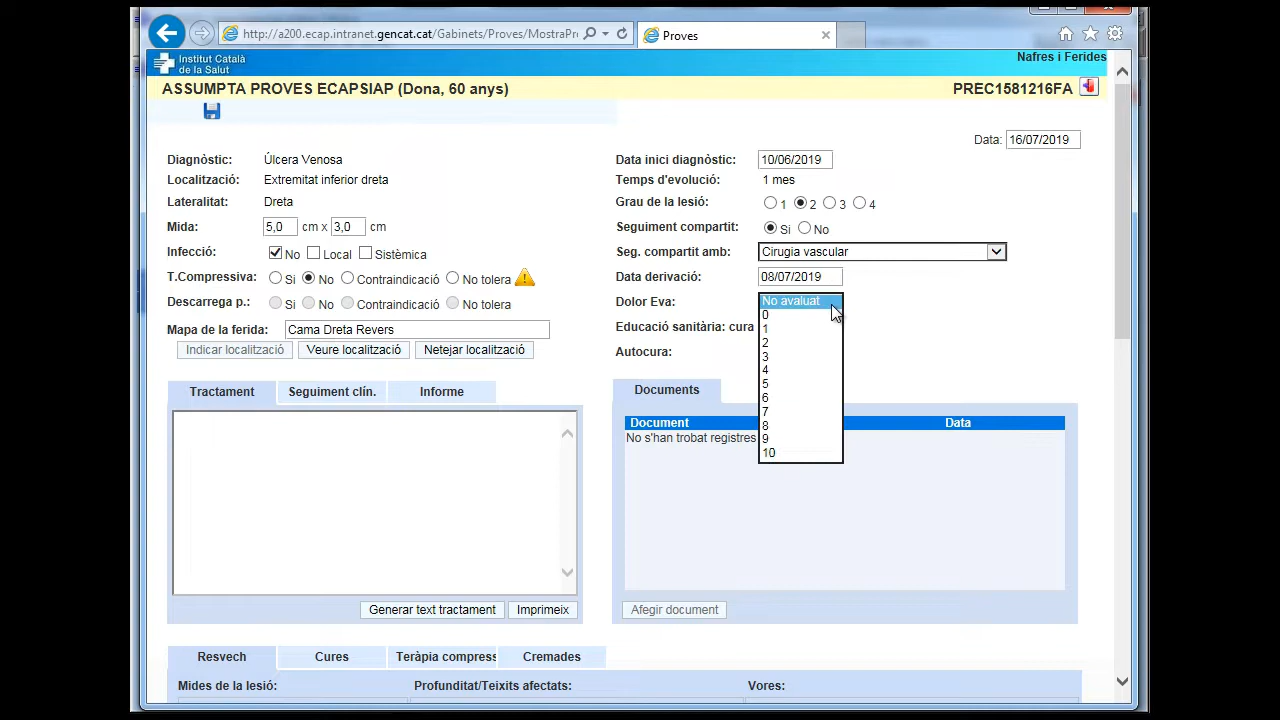 http://a200.ecap.intranet.gencat.cat/Gabinets/Proves/MostraPr
Proves
Institut Català
de la Salut
Nafres i Ferides
ASSUMPTA PROVES ECAPSIAP (Dona, 60 anys)
PREC1581216FA
Data: 16/07/2019
Diagnòstic: Úlcera Venosa
Data inici diagnòstic: 10/06/2019
Localització: Extremitat inferior dreta
Temps d'evolució: 1 mes
Lateralitat: Dreta
Grau de la lesió: 1 2 3 4
Mida: 5,0 cm x 3,0 cm
Seguiment compartit: Si No
Infecció: No Local Sistèmica
Seg. compartit amb: Cirugia vascular
T.Compressiva: Si No Contraindicació No tolera
Data derivació: 08/07/2019
Descarrega p.: Si No Contraindicació No tolera
Dolor Eva: No avaluat
0
1
2
3
4
5
6
7
8
9
10
Mapa de la ferida: Cama Dreta Revers
Educació sanitària: cura
Indicar localització Veure localització Netejar localització
Autocura:
Tractament Seguiment clín. Informe
Documents
Document Data
No s'han trobat registres
Generar text tractament Imprimeix
Afegir document
Resvech Cures Teràpia compress Cremades
Mides de la lesió: Profunditat/Teixits afectats: Vores: